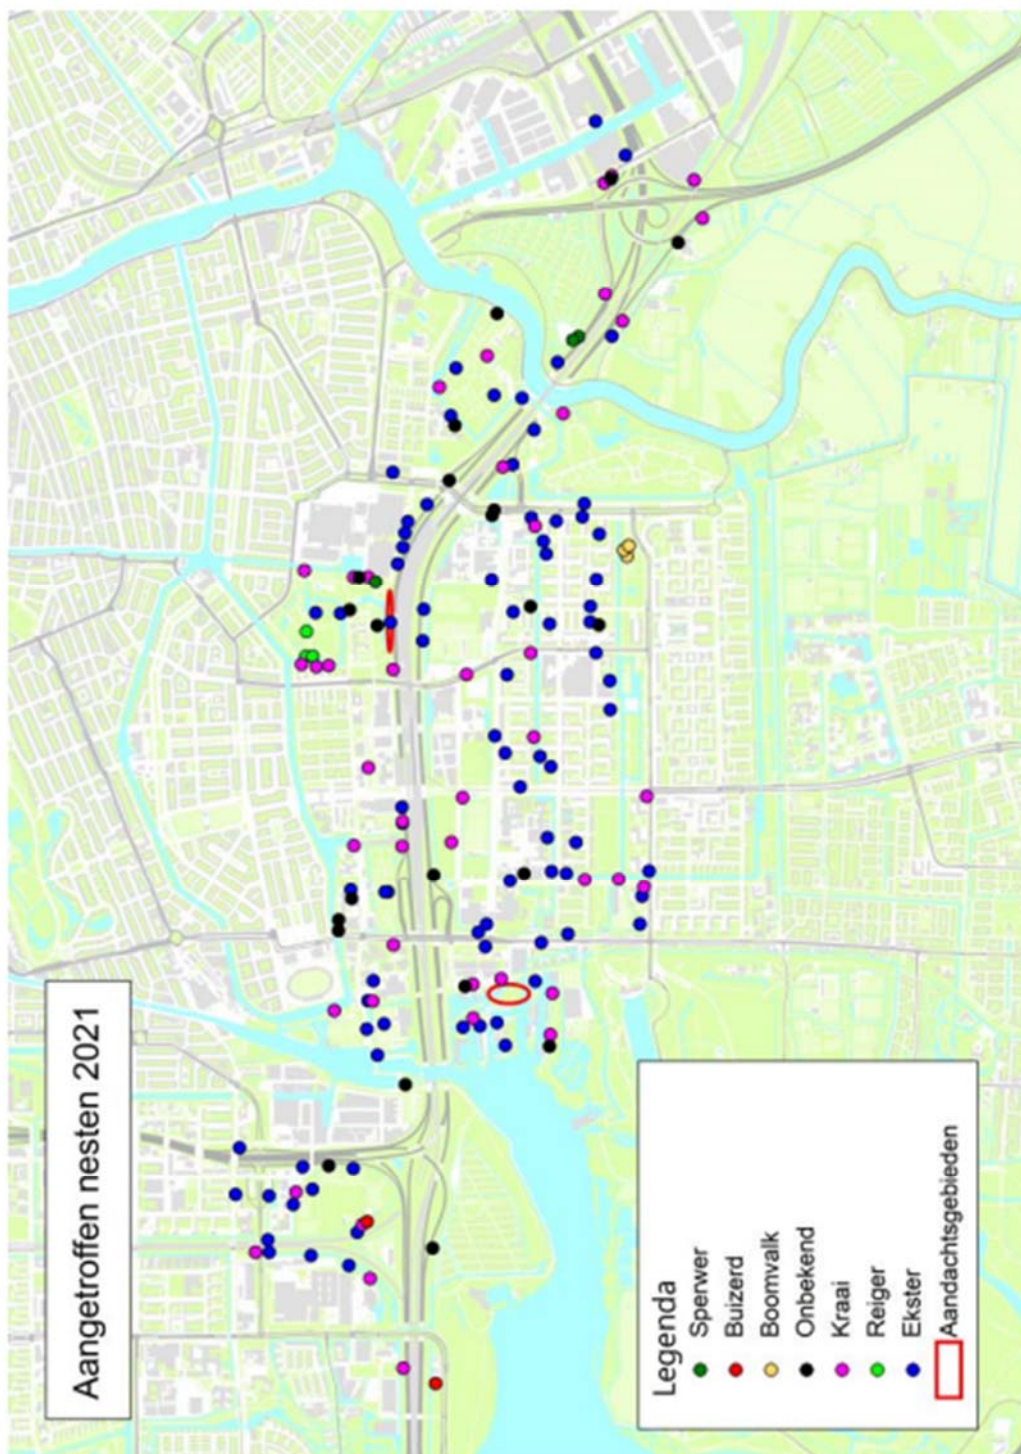 Aangetroffen nesten 2021
Legenda
Sperwer
Buizerd
Boomvalk
Onbekend
Kraai
Reiger
Ekster
Aandachtsgebieden